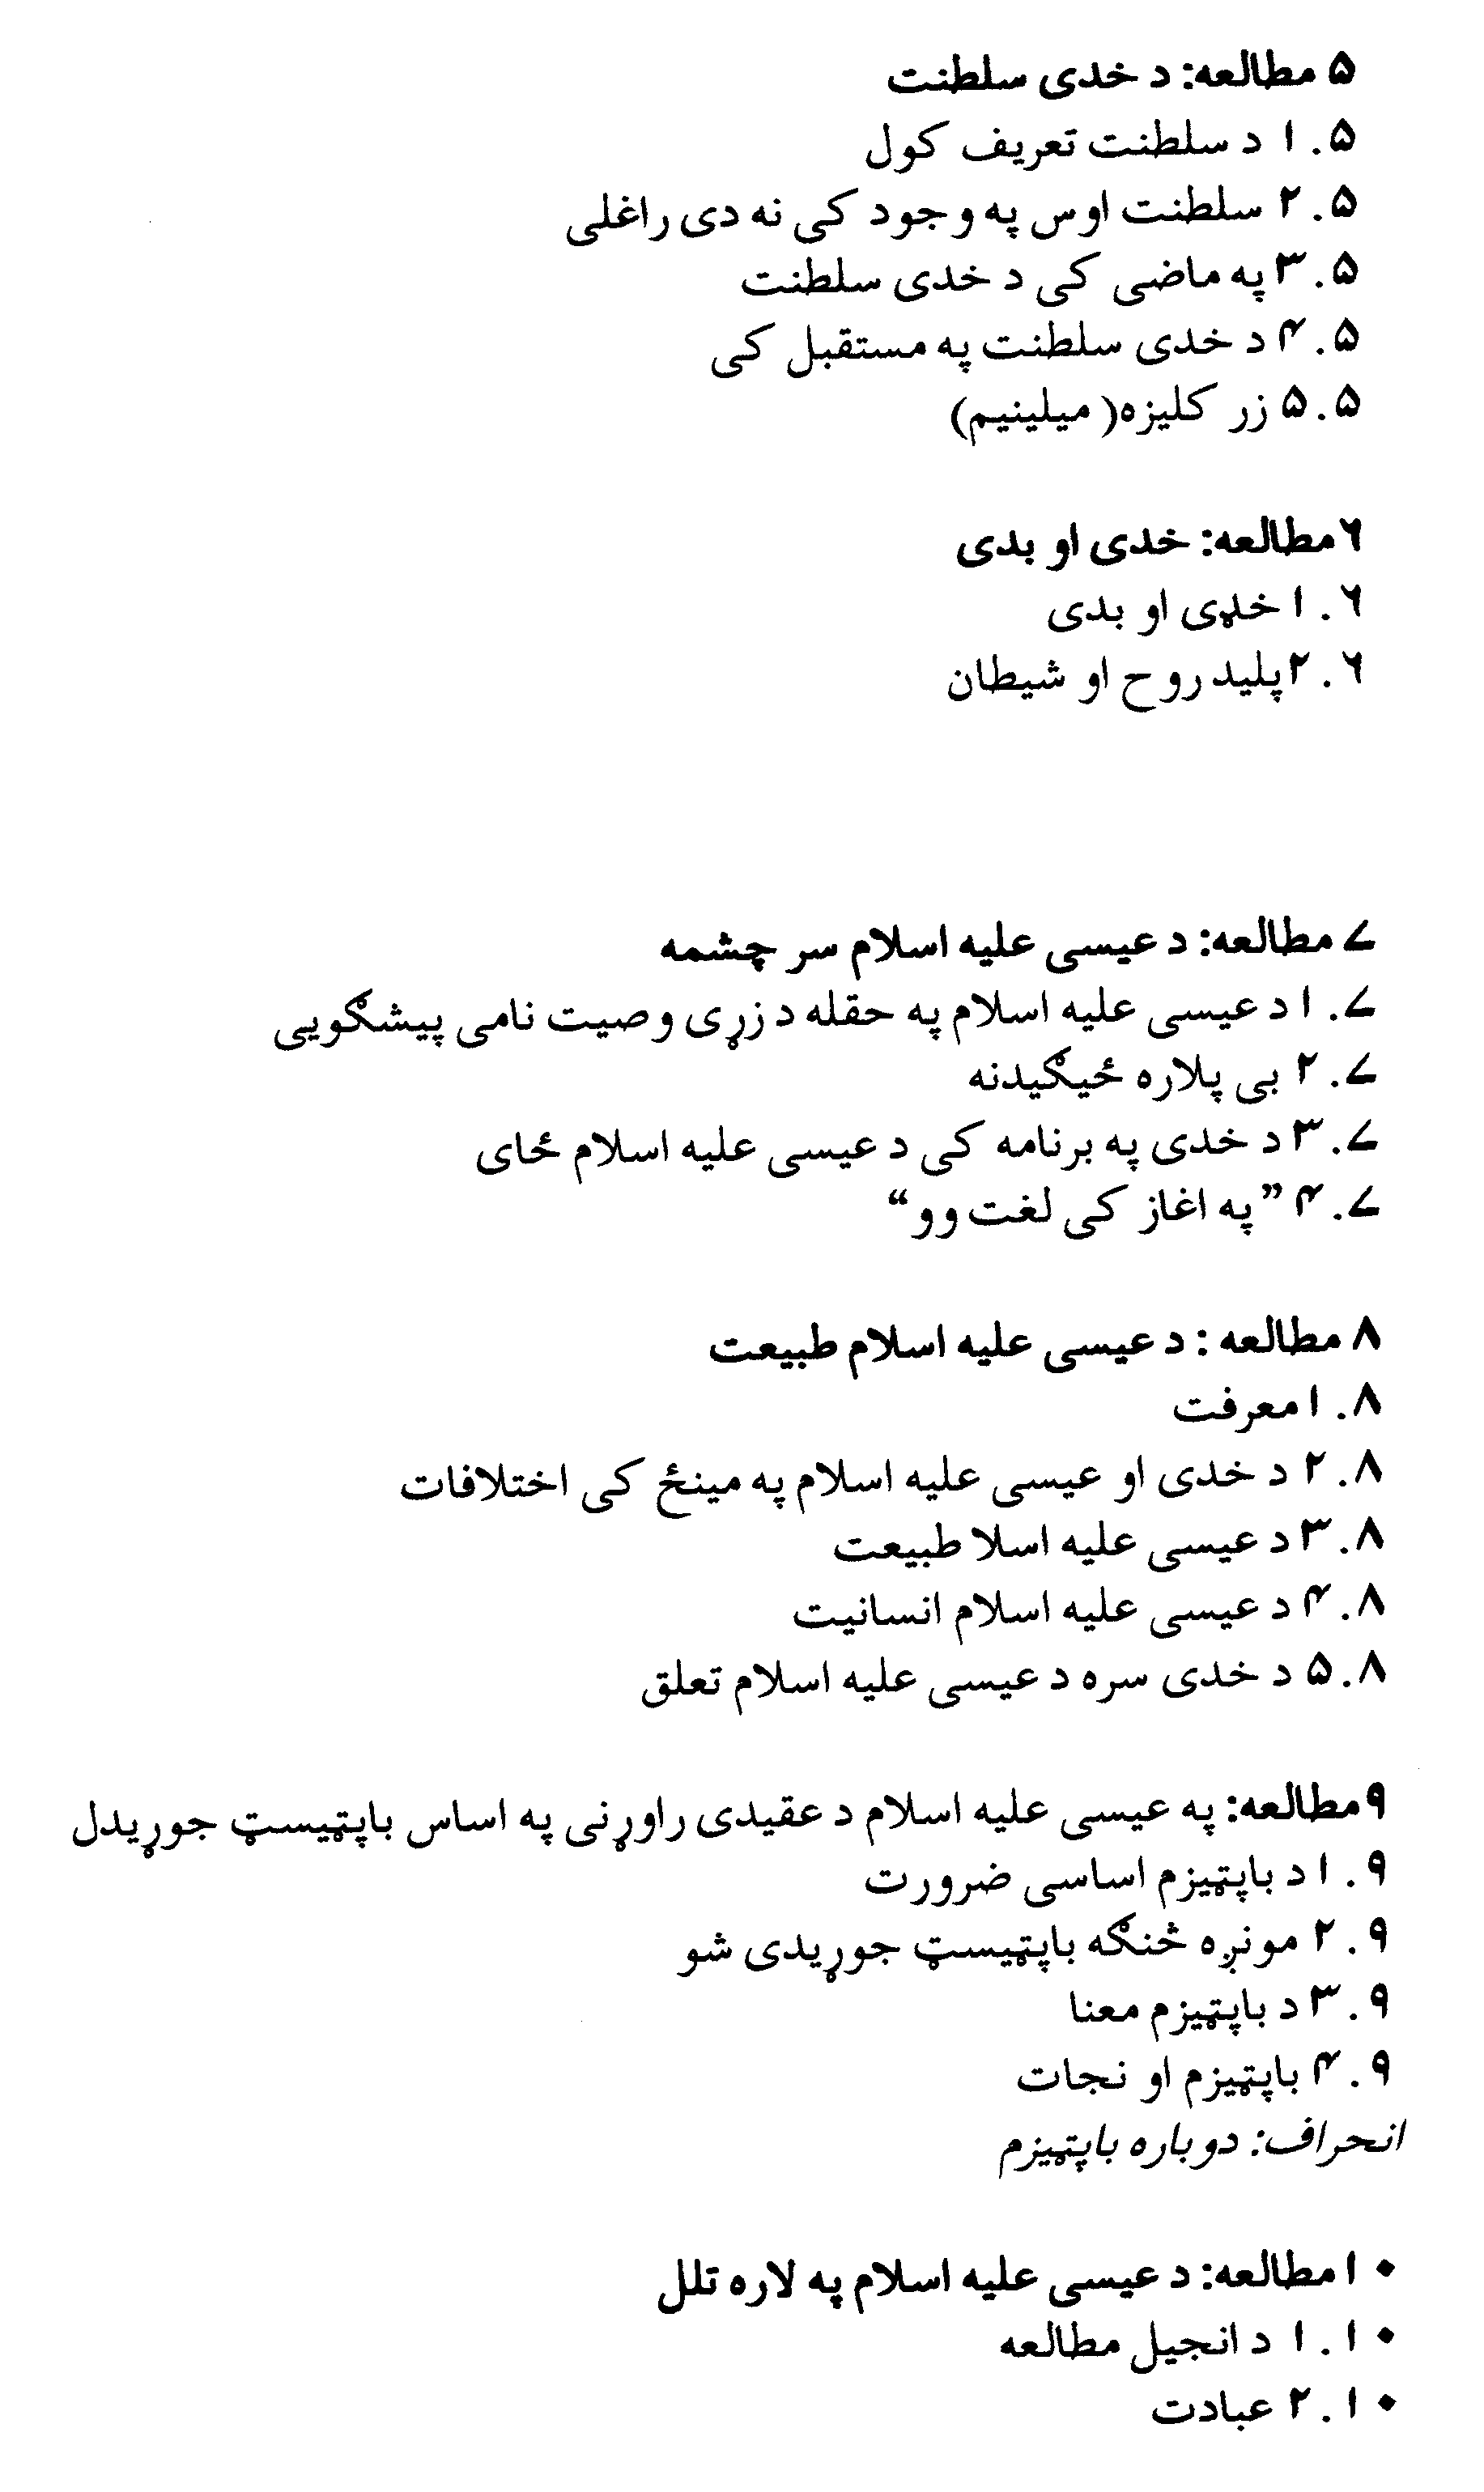 ۵ مطالعه: د خدی سلطنت
۵. ۱ د سلطنت تعریف کول
۵. ۲ سلطنت اوس په وجود کی نه دی راغلی
۵. ۳ په ماضی کی د خدی سلطنت
۵. ۴ د خدی سلطنت په مستقبل کی
۵. ۵ زر کلیزه( میلینیم)
۶ مطالعه: خدی او بدی
۶. ۱ خدی او بدی
۶. ۲ پلید روح او شیطان
۷ مطالعه: د عیسی علیه اسلام سر چشمه
۷. ۱ د عیسی علیه اسلام په حقله د زړی وصیت نامی پیشګویی
۷. ۲ بی پلاره ځیګیدنه
۷. ۳ د خدی په برنامه کی د عیسی علیه اسلام ځای
۷. ۴ ”په اغاز کی لغت وو“
۸ مطالعه : د عیسی علیه اسلام طبیعت
۸. ۱ معرفت
۸. ۲ د خدی او عیسی علیه اسلام په مینځ کی اختلافات
۸. ۳ د عیسی علیه اسلا طبیعت
۸. ۴ د عیسی علیه اسلام انسانیت
۸. ۵ د خدی سره د عیسی علیه اسلام تعلق
۹ مطالعه: په عیسی علیه اسلام د عقیدی راوړنی په اساس باپټیسټ جوړیدل
۹. ۱ د باپټیزم اساسی ضرورت
۹. ۲ مونږه څنګه باپټیسټ جوړیدی شو
۹. ۳ د باپټیزم معنا
۹. ۴ باپټیزم او نجات
انحراف: دوباره باپټیزم
۱۰ مطالعه: د عیسی علیه اسلام په لاره تلل
۱۰. ۱ د انجیل مطالعه
۱۰. ۲ عبادت